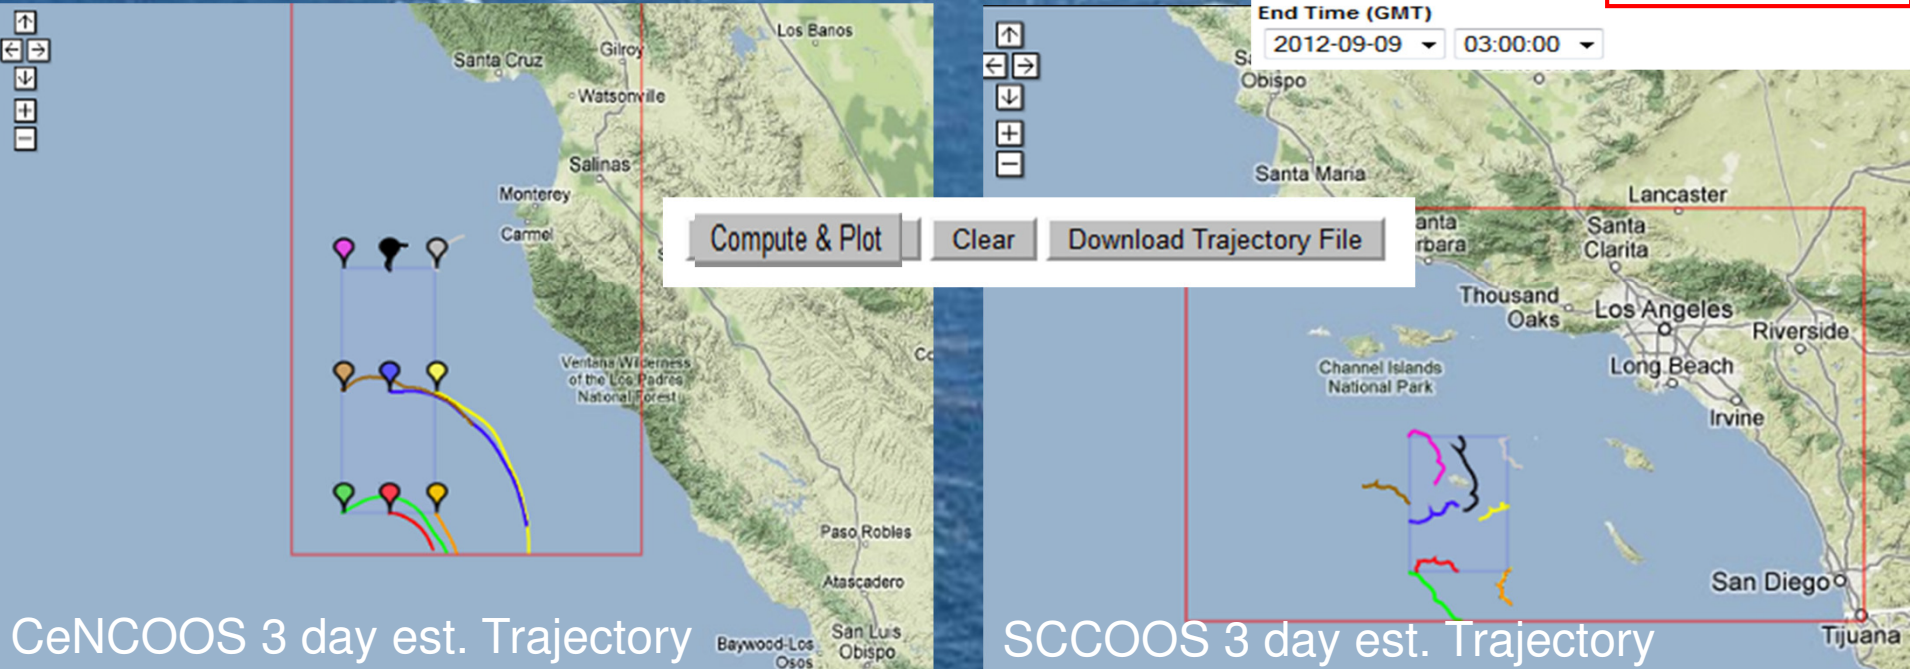 Los Banos
Gilroy
Santa Cruz
Watsonville
Salinas
Monterey
Carmel
Ventana Wilderness
of the Los Padres
National Forest
Paso Robles
Atascadero
San Luis
Obispo
Baywood-Los
Osos
CeNCOOS 3 day est. Trajectory
Compute & Plot
Clear
Download Trajectory File
End Time (GMT)
2012-09-09
03:00:00
Obispo
Santa Maria
Lancaster
Santa
Clarita
Thousand
Oaks
Los Angeles
Riverside
Channel Islands
National Park
Long Beach
Irvine
San Diego
Tijuana
SCCOOS 3 day est. Trajectory